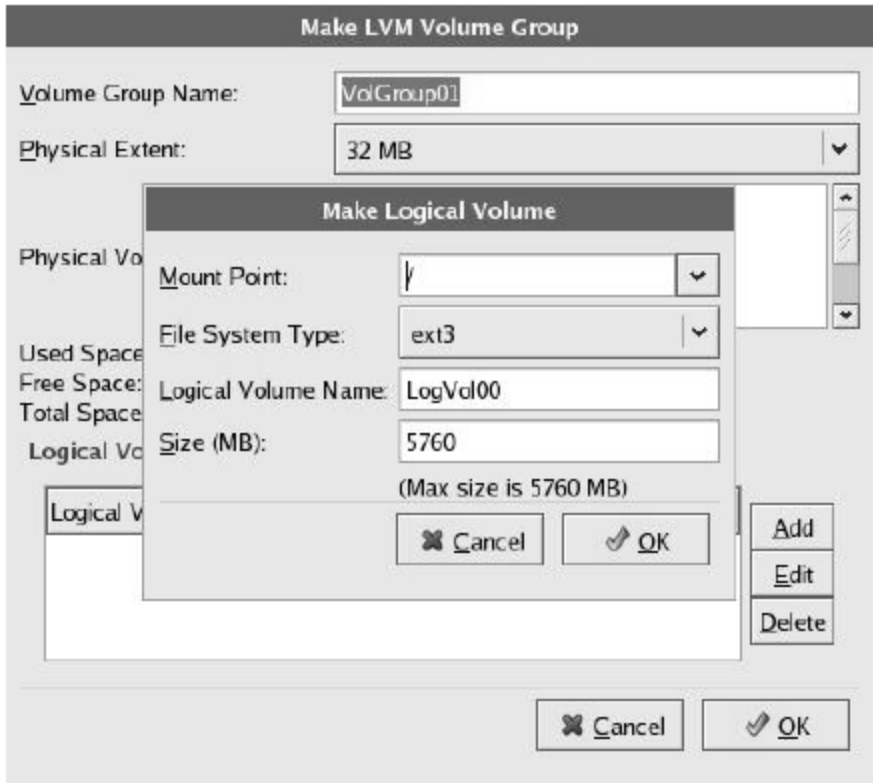 Make LVM Volume Group
Volume Group Name: VolGroup01
Physical Extent: 32 MB
Make Logical Volume
Physical Vo
Mount Point: /
File System Type: ext3
Used Space
Free Space:
Total Space
Logical Volume Name: LogVol00
Logical Vo
Size (MB): 5760
(Max size is 5760 MB)
Logical V
Cancel OK
Add
Edit
Delete
Cancel OK